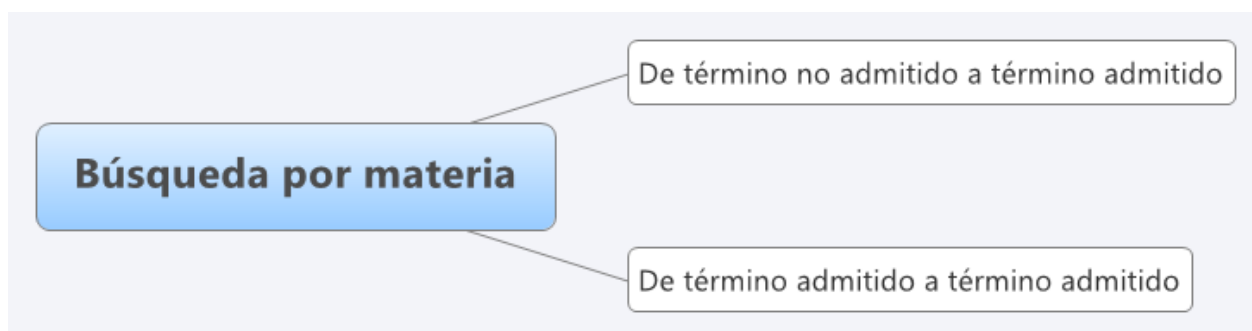 De término no admitido a término admitido
Búsqueda por materia
De término admitido a término admitido